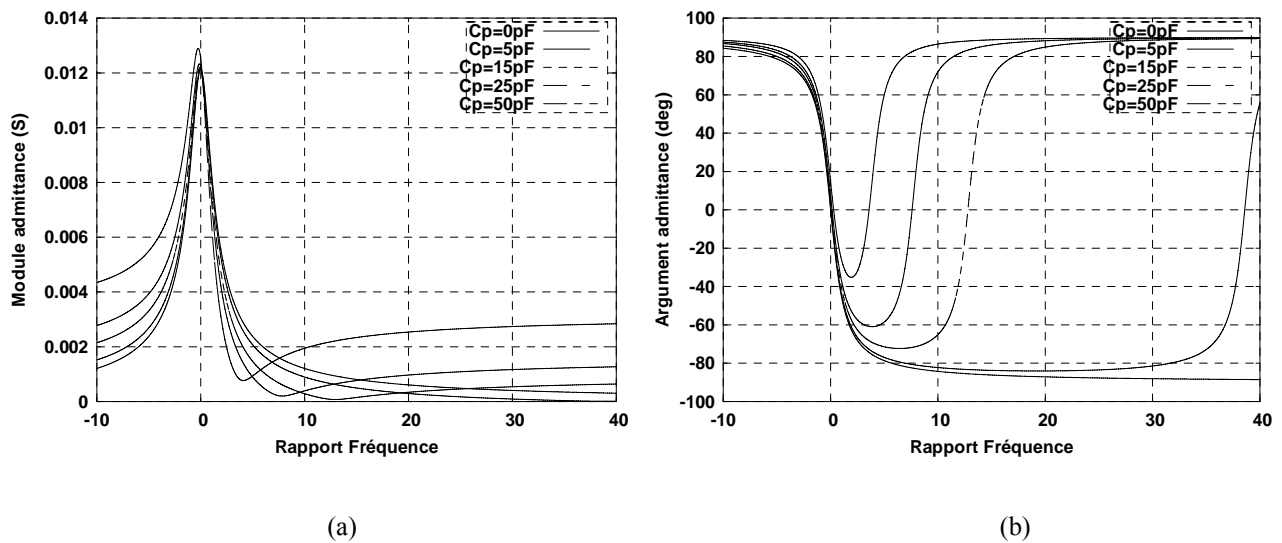 0.014
0.012
0.01
0.008
0.006
0.004
0.002
0
Module admittance (S)
-10
0
10
20
30
40
Rapport Fréquence
Cp=0pF
Cp=5pF
Cp=15pF
Cp=25pF
Cp=50pF
(a)
100
80
60
40
20
0
-20
-40
-60
-80
-100
Argument admittance (deg)
-10
0
10
20
30
40
Rapport Fréquence
Cp=0pF
Cp=5pF
Cp=15pF
Cp=25pF
Cp=50pF
(b)